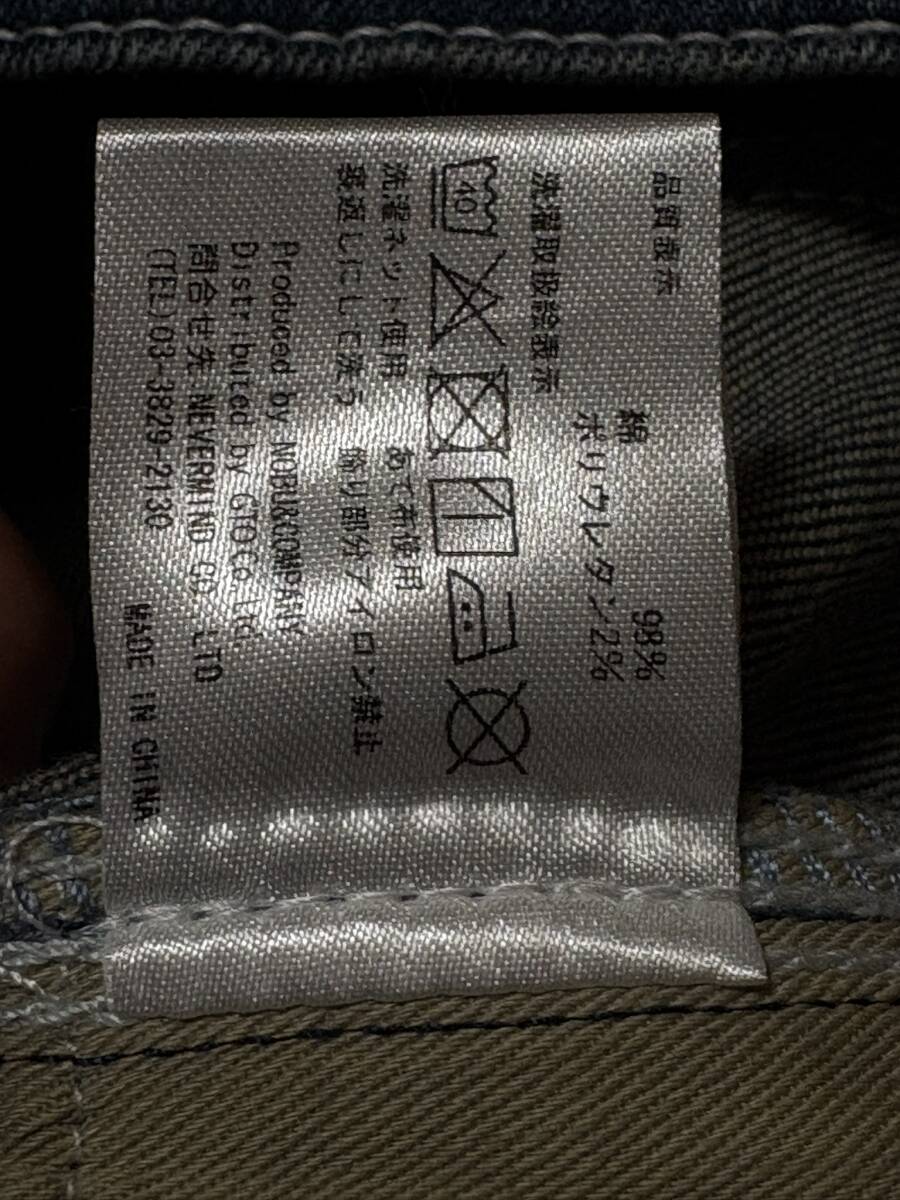 品質表示
綿 98%
ポリウレタン 2%
洗濯取扱絵表示
40
洗濯ネット使用 あて布使用
裏返しにして洗う 飾り部分アイロン禁止
Produced by NOBU&COMPANY
Distributed by GTO Co.,Ltd.
問合せ先 NEVERMIND CO.,LTD
(TEL)03-3829-2130
MADE IN CHINA